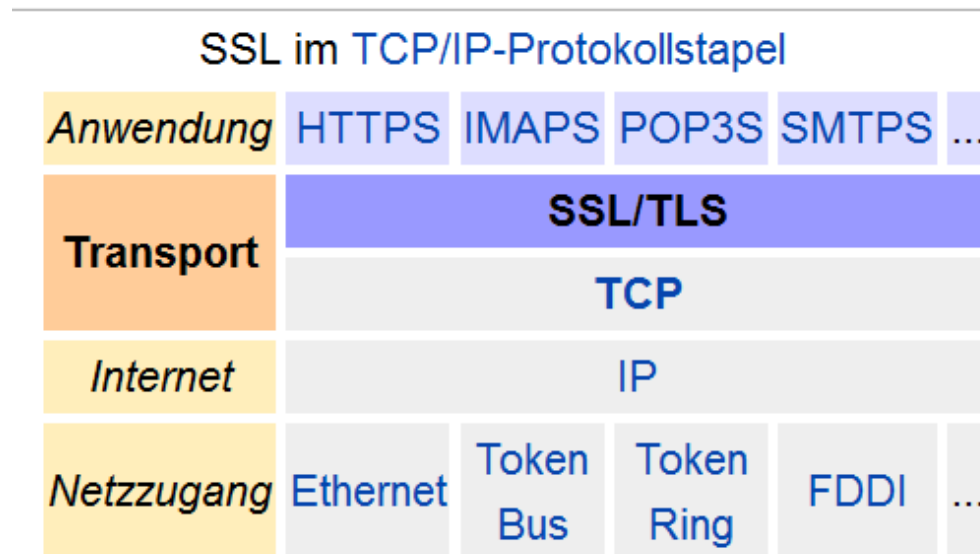 SSL im TCP/IP-Protokollstapel
Anwendung HTTPS IMAPS POP3S SMTPS ...
Transport
SSL/TLS
TCP
Internet IP
Netzzugang Ethernet Token Bus Token Ring FDDI ...